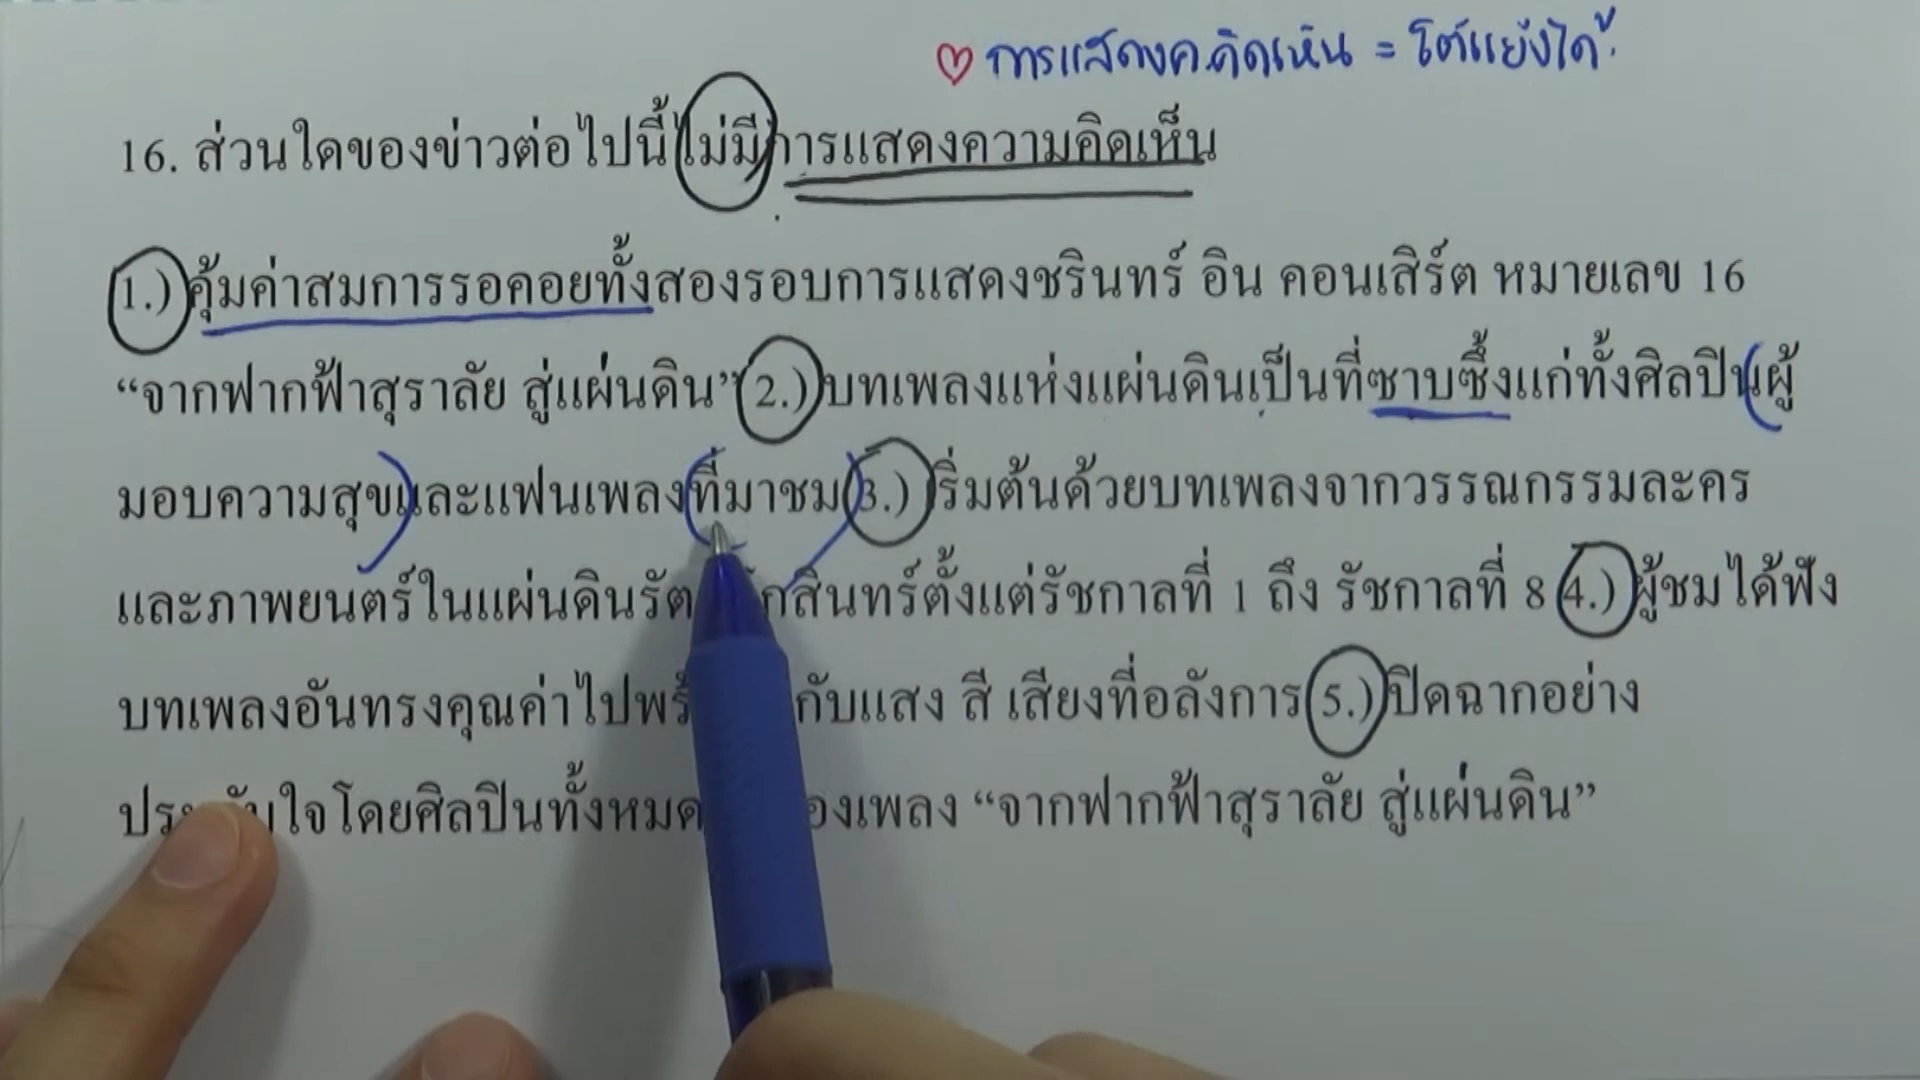 ♡ การแสดงค.คิดเห็น = โต้แย้งได้
16. ส่วนใดของข่าวต่อไปนี้ไม่มีการแสดงความคิดเห็น
1.) คุ้มค่าสมการรอคอยทั้งสองรอบการแสดงชรินทร์ อิน คอนเสิร์ต หมายเลข 16
“จากฟากฟ้าสุราลัย สู่แผ่นดิน” 2.) บทเพลงแห่งแผ่นดินเป็นที่ซาบซึ้งแก่ทั้งศิลปินผู้
มอบความสุขและแฟนเพลงที่มาชม 3.) เริ่มต้นด้วยบทเพลงจากวรรณกรรมละคร
และภาพยนตร์ในแผ่นดินรัต กสินทร์ตั้งแต่รัชกาลที่ 1 ถึง รัชกาลที่ 8 4.) ผู้ชมได้ฟัง
บทเพลงอันทรงคุณค่าไปพร้ กับแสง สี เสียงที่อลังการ 5.) ปิดฉากอย่าง
ประ ใจโดยศิลปินทั้งหมด องเพลง “จากฟากฟ้าสุราลัย สู่แผ่นดิน”